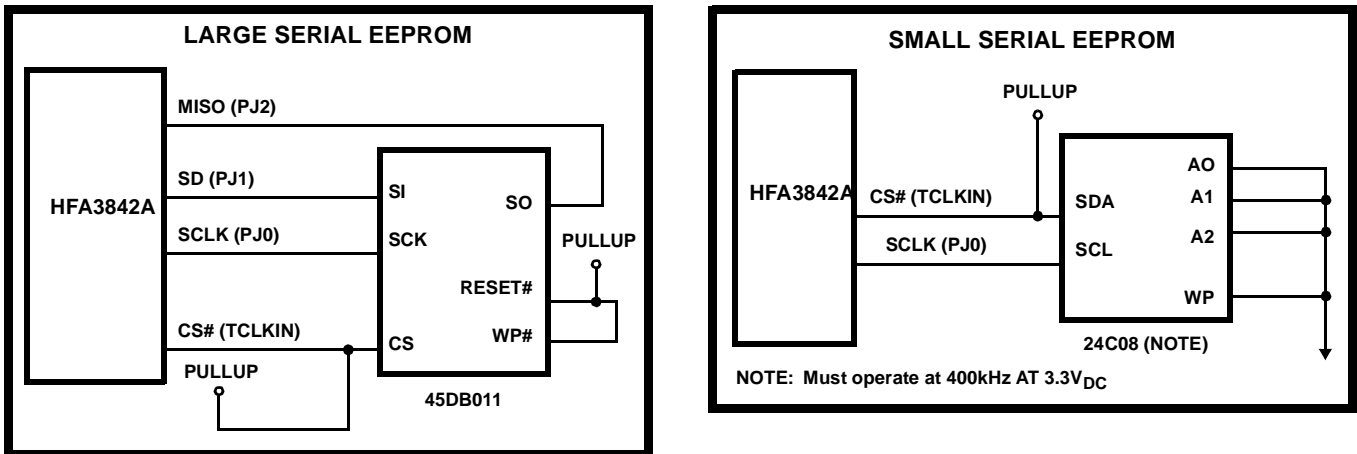 LARGE SERIAL EEPROM
HFA3842A
MISO (PJ2)
SD (PJ1)
SCLK (PJ0)
CS# (TCLKIN)
PULLUP
SI
SCK
CS
SO
RESET#
WP#
PULLUP
45DB011
SMALL SERIAL EEPROM
HFA3842A
PULLUP
CS# (TCLKIN)
SCLK (PJ0)
SDA
SCL
AO
A1
A2
WP
24C08 (NOTE)
NOTE: Must operate at 400kHz AT 3.3VDC